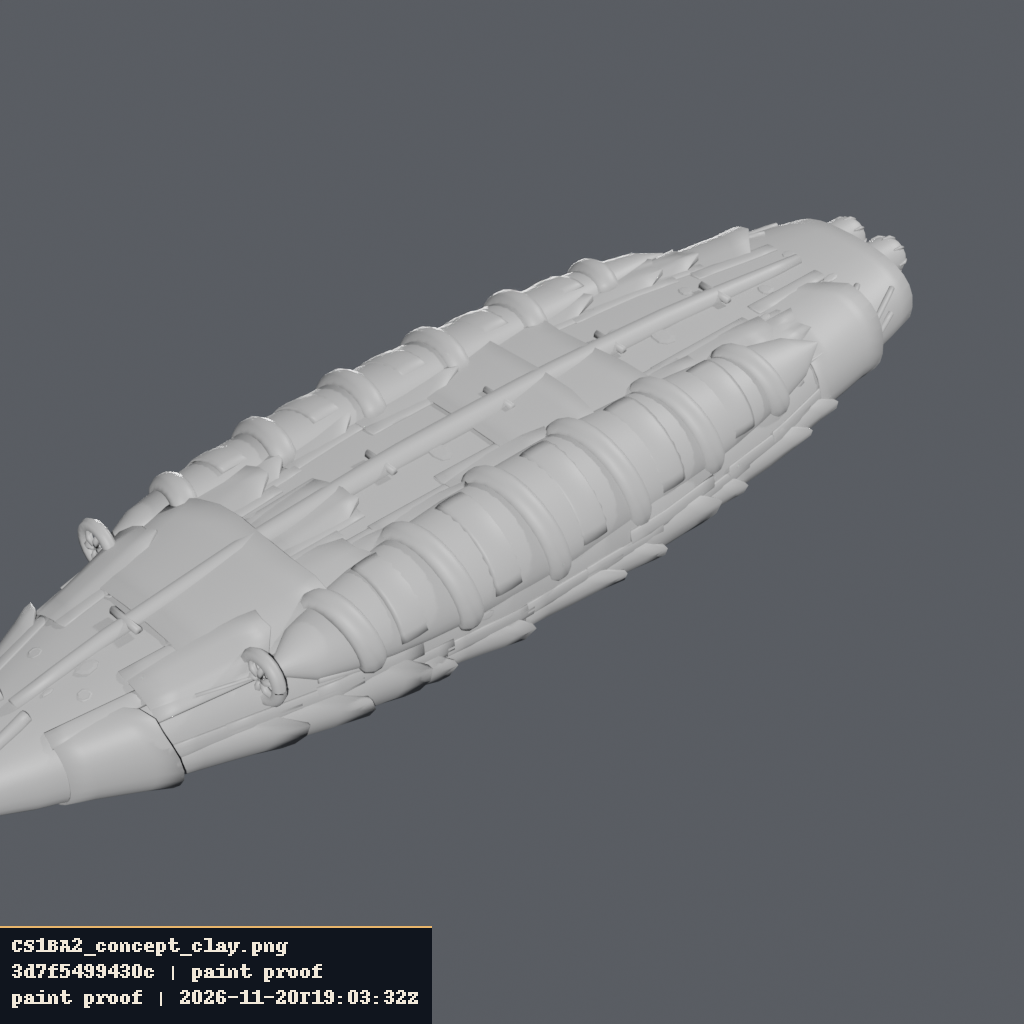 CS1BA2_concept_clay.png
3d7f5499430c | paint proof
paint proof | 2026-11-20T19:03:32Z